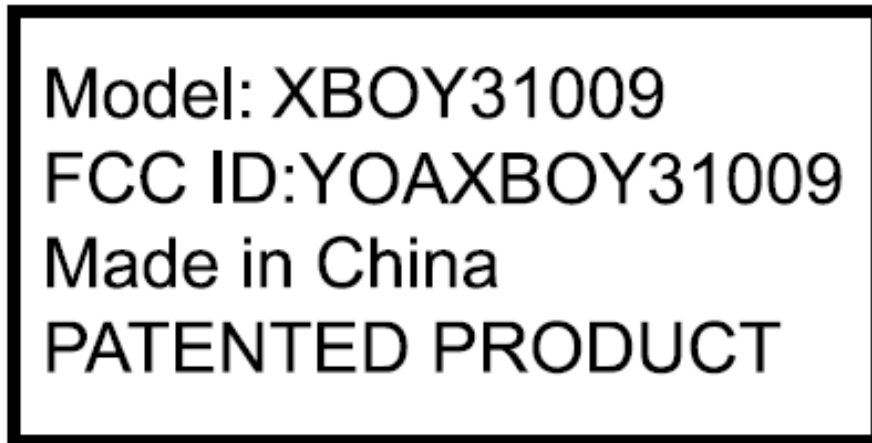 Model: XBOY31009
FCC ID:YOAXBOY31009
Made in China
PATENTED PRODUCT